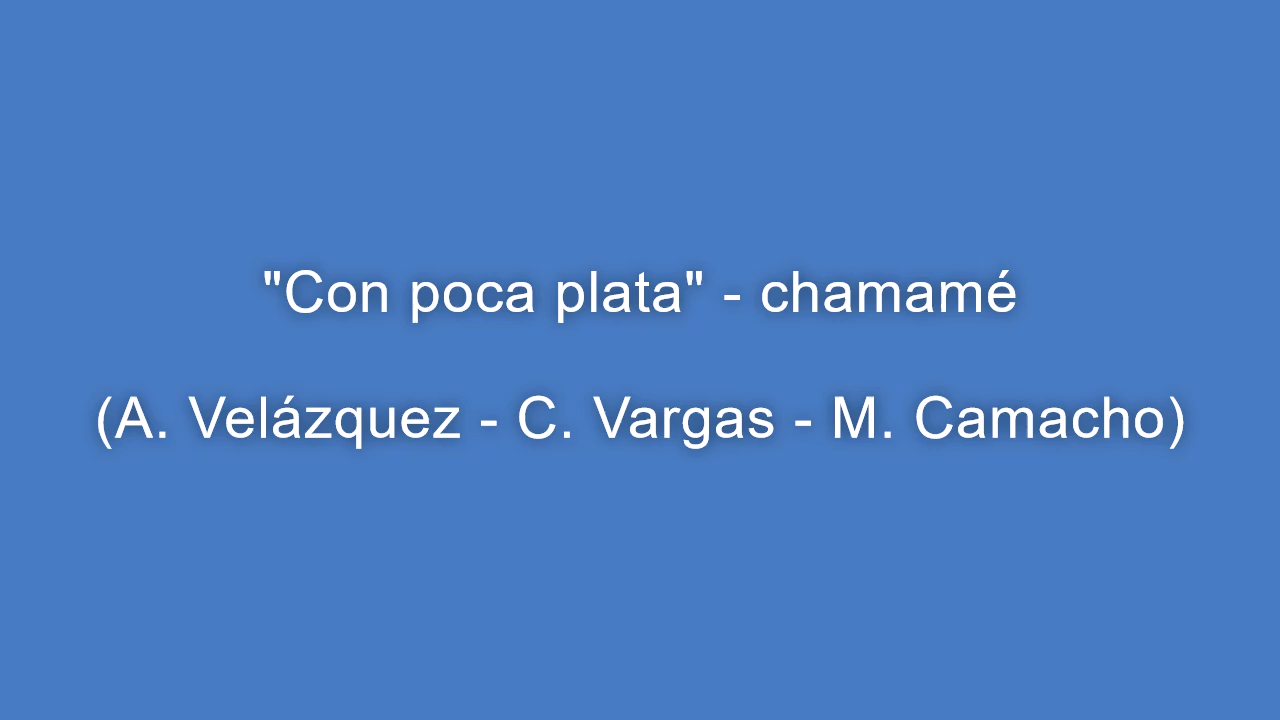 "Con poca plata" - chamamé
(A. Velázquez - C. Vargas - M. Camacho)